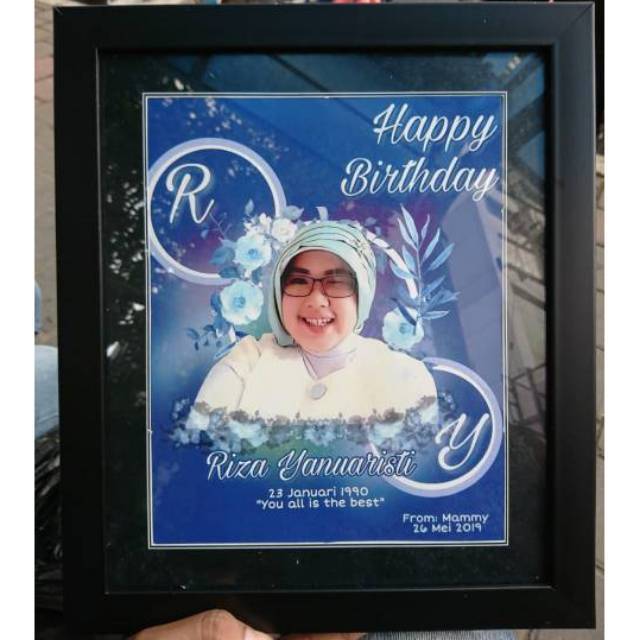 Happy
Birthday
R
Y
Riza Yanuaristi
23 Januari 1990
"You all is the best"
From: Mammy
26 Mei 2019